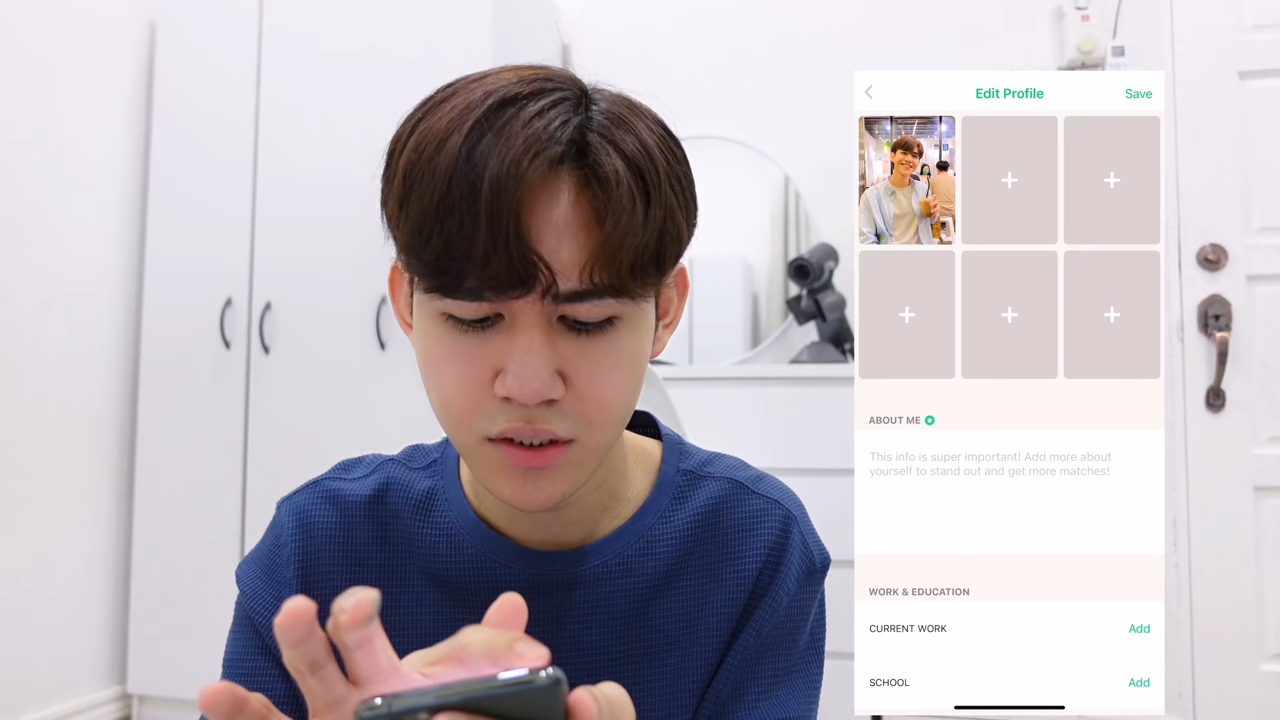 Edit Profile
Save
ABOUT ME
This info is super important! Add more about
yourself to stand out and get more matches!
WORK & EDUCATION
CURRENT WORK
Add
SCHOOL
Add